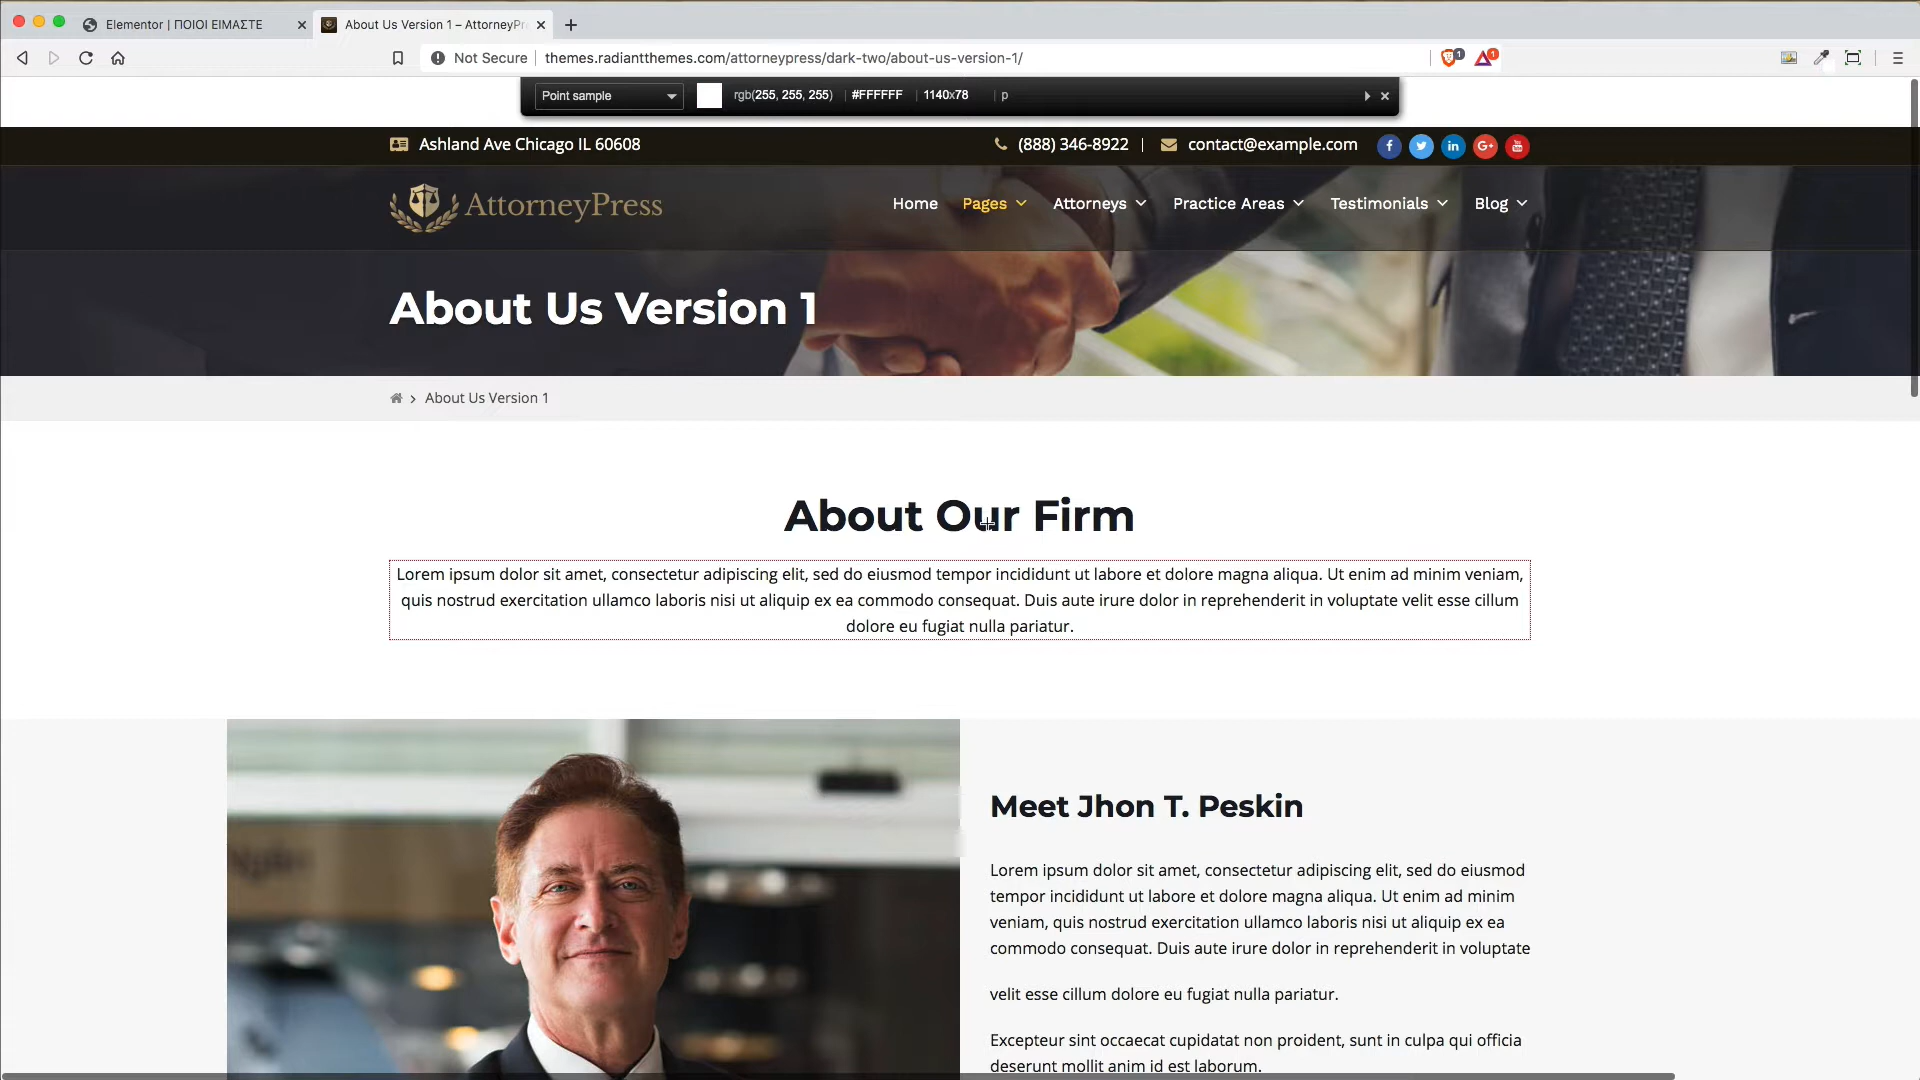 Elementor | ΠΟΙΟΙ ΕΙΜΑΣΤΕ
About Us Version 1 – AttorneyPr
Not Secure
themes.radiantthemes.com/attorneypress/dark-two/about-us-version-1/
1
1
Point sample
rgb(255, 255, 255)
#FFFFFF
1140x78
p
Ashland Ave Chicago IL 60608
(888) 346-8922
contact@example.com
AttorneyPress
Home
Pages
Attorneys
Practice Areas
Testimonials
Blog
About Us Version 1
About Us Version 1
About Our Firm
Lorem ipsum dolor sit amet, consectetur adipiscing elit, sed do eiusmod tempor incididunt ut labore et dolore magna aliqua. Ut enim ad minim veniam,
quis nostrud exercitation ullamco laboris nisi ut aliquip ex ea commodo consequat. Duis aute irure dolor in reprehenderit in voluptate velit esse cillum
dolore eu fugiat nulla pariatur.
Meet Jhon T. Peskin
Lorem ipsum dolor sit amet, consectetur adipiscing elit, sed do eiusmod
tempor incididunt ut labore et dolore magna aliqua. Ut enim ad minim
veniam, quis nostrud exercitation ullamco laboris nisi ut aliquip ex ea
commodo consequat. Duis aute irure dolor in reprehenderit in voluptate
velit esse cillum dolore eu fugiat nulla pariatur.
Excepteur sint occaecat cupidatat non proident, sunt in culpa qui officia
deserunt mollit anim id est laborum.